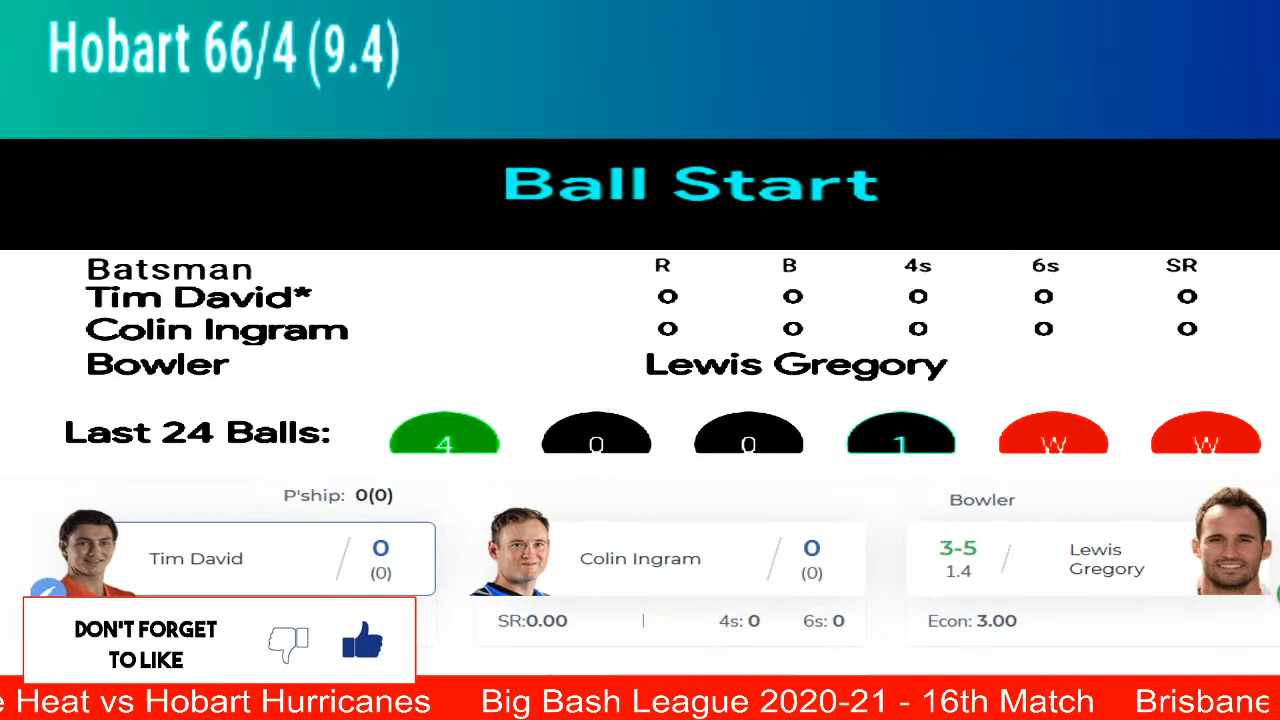 Hobart 66/4 (9.4)
Ball Start
Batsman R B 4s 6s SR
Tim David* 0 0 0 0 0
Colin Ingram 0 0 0 0 0
Bowler Lewis Gregory
Last 24 Balls: 4 0 0 1 W W
P'ship: 0(0)
Bowler
Tim David / 0
(0)
Colin Ingram / 0
(0)
3-5 / Lewis
1.4 Gregory
SR:0.00 | 4s: 0 6s: 0
Econ: 3.00
DON'T FORGET
TO LIKE
e Heat vs Hobart Hurricanes Big Bash League 2020-21 - 16th Match Brisbane